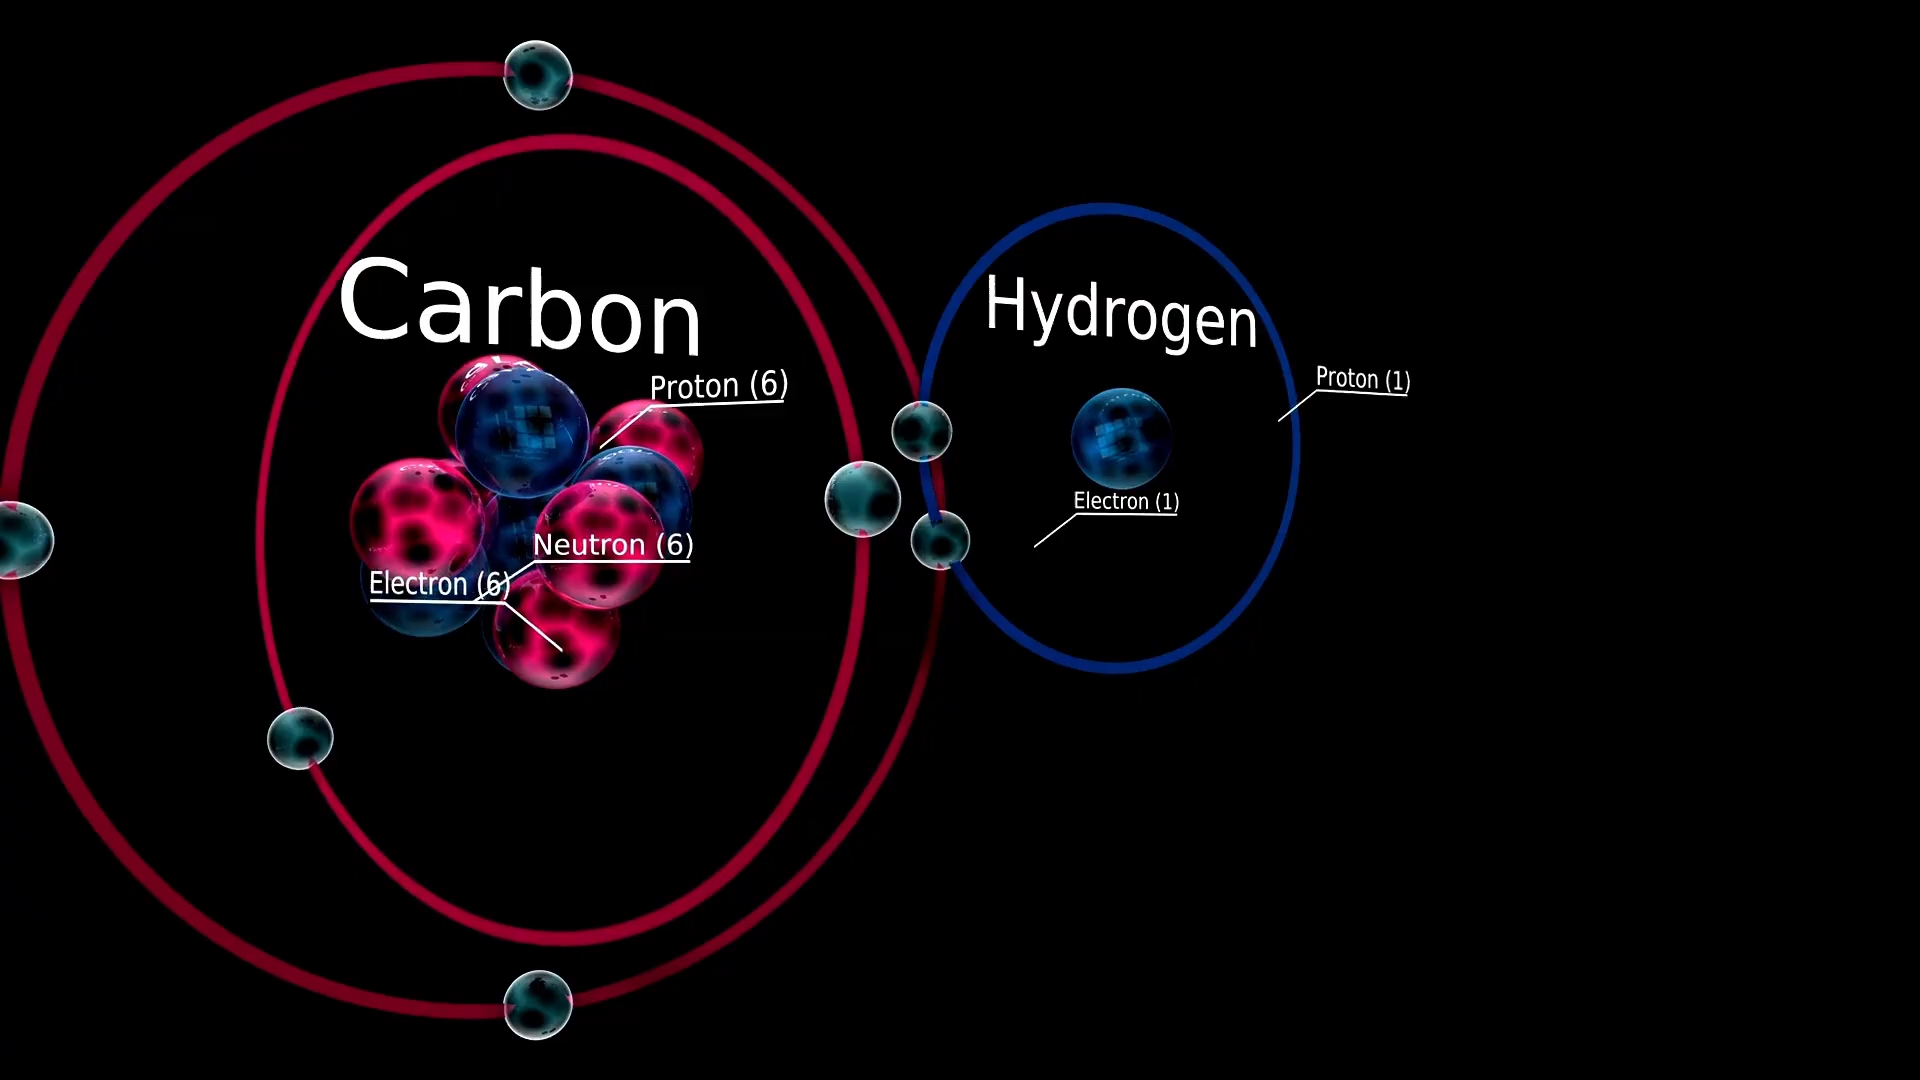 Carbon
Proton (6)
Neutron (6)
Electron (6)
Hydrogen
Proton (1)
Electron (1)